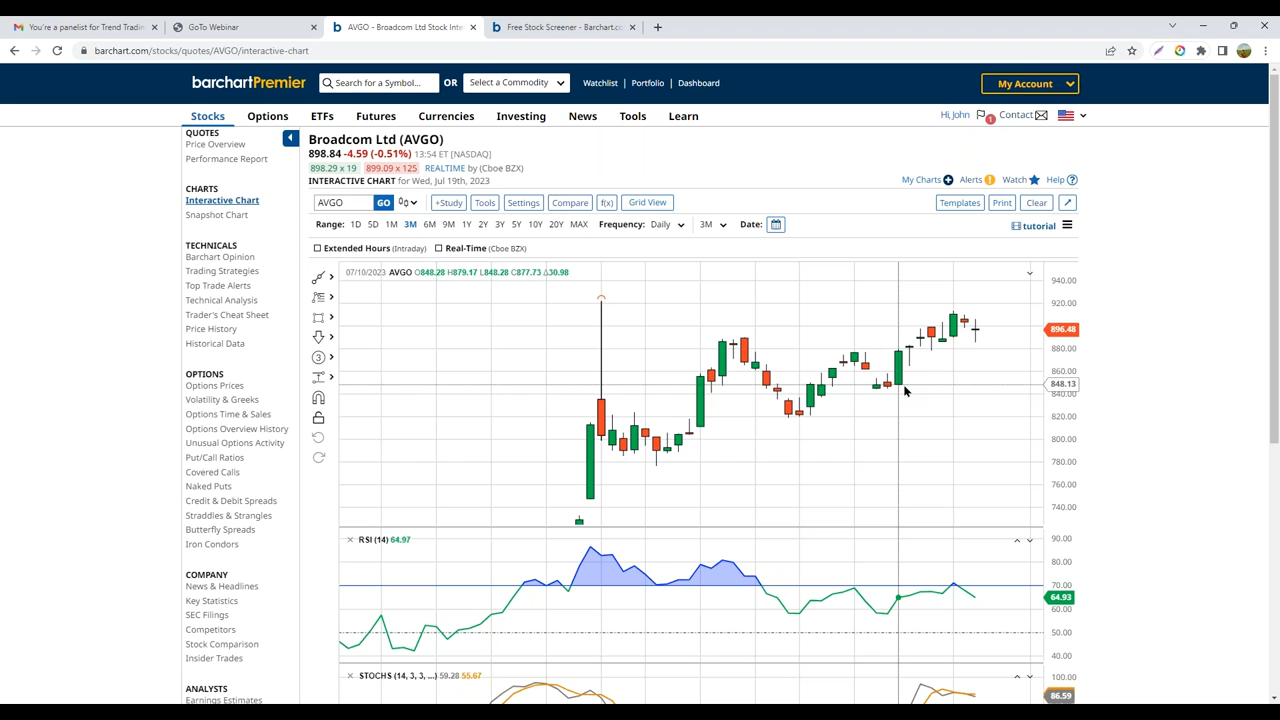 You're a panelist for Trend Tradin
GoTo Webinar
AVGO - Broadcom Ltd Stock Inte
Free Stock Screener - Barchart.co
barchart.com/stocks/quotes/AVGO/interactive-chart
barchartPremier
Search for a Symbol...
OR
Select a Commodity
Watchlist | Portfolio | Dashboard
My Account
Stocks Options ETFs Futures Currencies Investing News Tools Learn
Hi, John 1 Contact
QUOTES
Price Overview
Performance Report
CHARTS
Interactive Chart
Snapshot Chart
TECHNICALS
Barchart Opinion
Trading Strategies
Top Trade Alerts
Technical Analysis
Trader's Cheat Sheet
Price History
Historical Data
OPTIONS
Options Prices
Volatility & Greeks
Options Time & Sales
Options Overview History
Unusual Options Activity
Put/Call Ratios
Covered Calls
Naked Puts
Credit & Debit Spreads
Straddles & Strangles
Butterfly Spreads
Iron Condors
COMPANY
News & Headlines
Key Statistics
SEC Filings
Competitors
Stock Comparison
Insider Trades
ANALYSTS
Earnings Estimates
Broadcom Ltd (AVGO)
898.84 -4.59 (-0.51%) 13:54 ET [NASDAQ]
898.29 x 19 899.09 x 125 REALTIME by (Cboe BZX)
INTERACTIVE CHART for Wed, Jul 19th, 2023
My Charts Alerts Watch Help
AVGO GO +Study Tools Settings Compare f(x) Grid View Templates Print Clear
Range: 1D 5D 1M 3M 6M 9M 1Y 2Y 3Y 5Y 10Y 20Y MAX Frequency: Daily 3M Date: tutorial
Extended Hours (Intraday) Real-Time (Cboe BZX)
07/10/2023 AVGO O848.28 H879.17 L848.28 C877.73 Δ30.98
940.00
920.00
896.48
880.00
860.00
848.13
840.00
820.00
800.00
780.00
760.00
740.00
RSI (14) 64.97
90.00
80.00
70.00
64.93
60.00
50.00
40.00
STOCHS (14, 3, 3, ...) 59.28 55.67
100.00
86.59